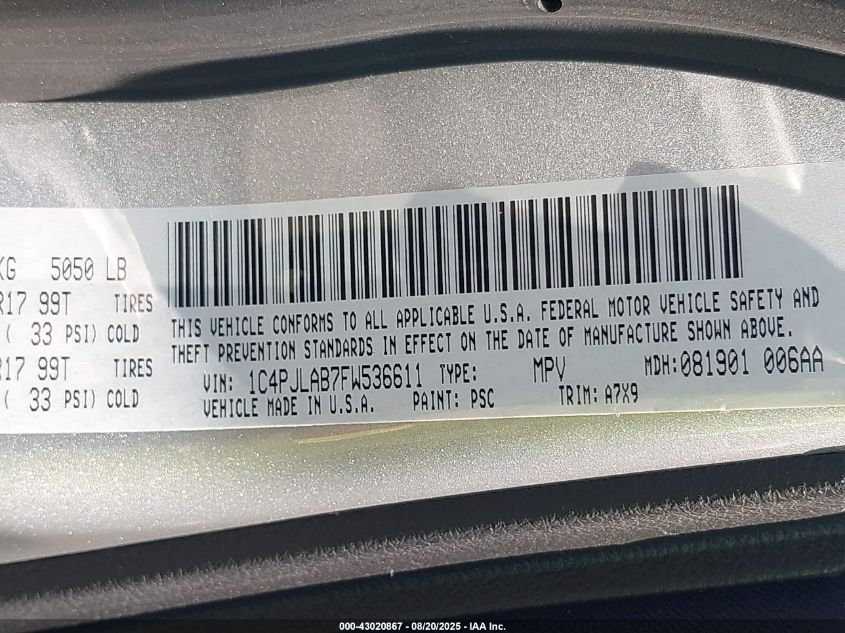 KG 5050 LB
R17 99T TIRES
( 33 PSI) COLD
R17 99T TIRES
( 33 PSI) COLD
THIS VEHICLE CONFORMS TO ALL APPLICABLE U.S.A. FEDERAL MOTOR VEHICLE SAFETY AND
THEFT PREVENTION STANDARDS IN EFFECT ON THE DATE OF MANUFACTURE SHOWN ABOVE.
VIN: 1C4PJLAB7FW536611 TYPE: MPV MDH:081901 006AA
VEHICLE MADE IN U.S.A. PAINT: PSC TRIM: A7X9
000-43020867 - 08/20/2025 - IAA Inc.